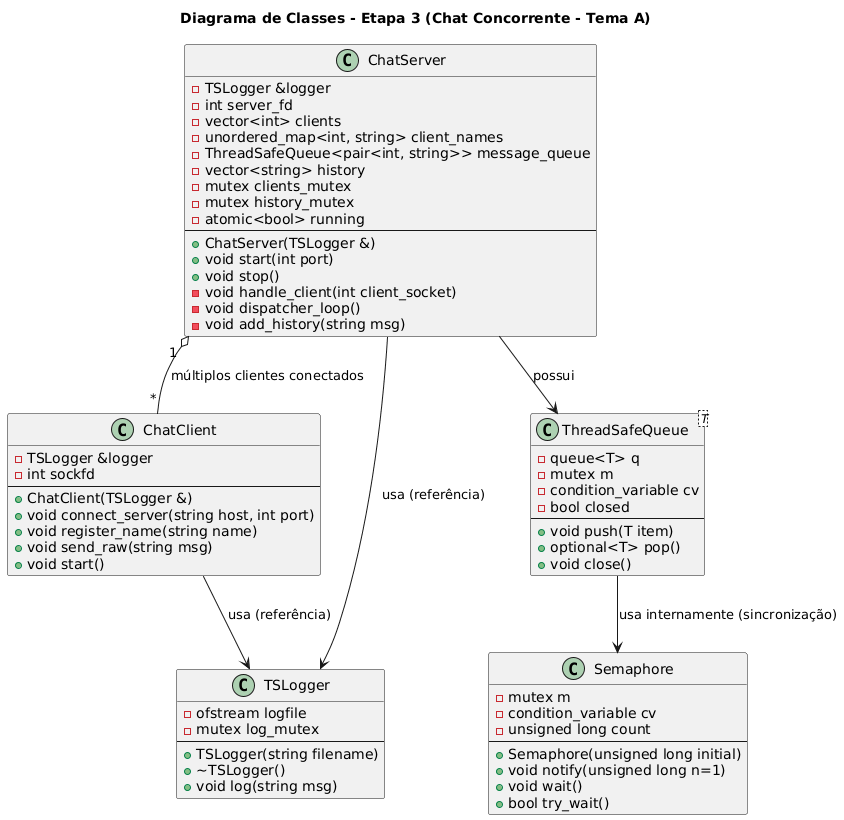 Diagrama de Classes - Etapa 3 (Chat Concorrente - Tema A)
C ChatServer
TSLogger &logger
int server_fd
vector<int> clients
unordered_map<int, string> client_names
ThreadSafeQueue<pair<int, string>> message_queue
vector<string> history
mutex clients_mutex
mutex history_mutex
atomic<bool> running
ChatServer(TSLogger &)
void start(int port)
void stop()
void handle_client(int client_socket)
void dispatcher_loop()
void add_history(string msg)
1
múltiplos clientes conectados
possui
*
C ChatClient
TSLogger &logger
int sockfd
ChatClient(TSLogger &)
void connect_server(string host, int port)
void register_name(string name)
void send_raw(string msg)
void start()
usa (referência)
C ThreadSafeQueue T
queue<T> q
mutex m
condition_variable cv
bool closed
void push(T item)
optional<T> pop()
void close()
usa (referência)
usa internamente (sincronização)
C TSLogger
ofstream logfile
mutex log_mutex
TSLogger(string filename)
~TSLogger()
void log(string msg)
C Semaphore
mutex m
condition_variable cv
unsigned long count
Semaphore(unsigned long initial)
void notify(unsigned long n=1)
void wait()
bool try_wait()